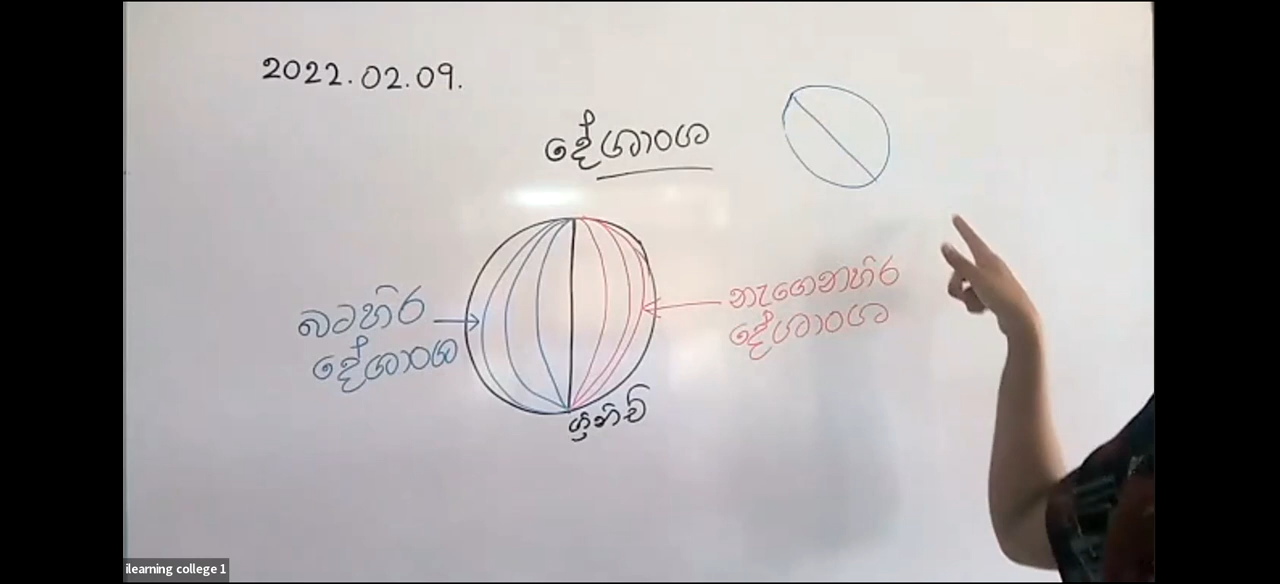 2022.02.09.
දේශාංශ
බටහිර
දේශාංශ
නැගෙනහිර
දේශාංශ
ග්‍රිනිච්
ilearning college 1